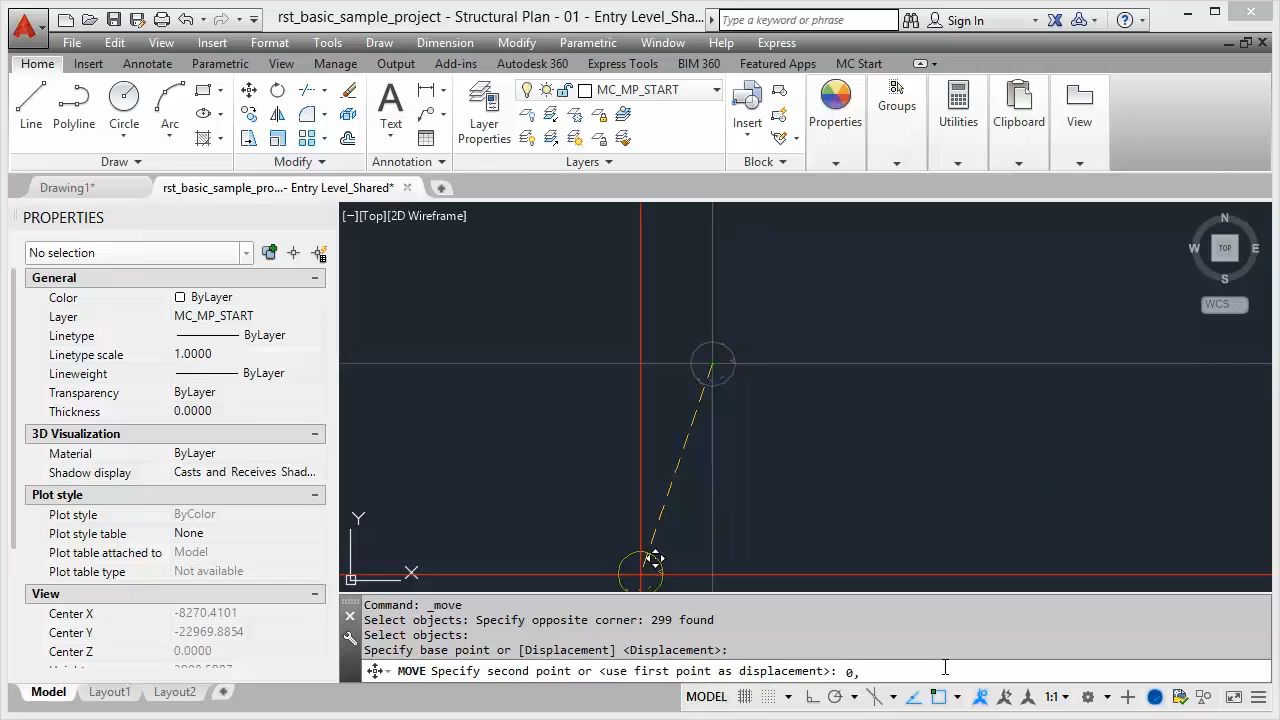 rst_basic_sample_project - Structural Plan - 01 - Entry Level_Sha...
Type a keyword or phrase
Sign In
File Edit View Insert Format Tools Draw Dimension Modify Parametric Window Help Express
Home Insert Annotate Parametric View Manage Output Add-ins Autodesk 360 Express Tools BIM 360 Featured Apps MC Start
Line
Polyline
Circle
Arc
Text
Layer
Properties
MC_MP_START
Insert
Properties
Groups
Utilities
Clipboard
View
Draw
Modify
Annotation
Layers
Block
Drawing1*
rst_basic_sample_pro...- Entry Level_Shared*
PROPERTIES
No selection
General
Color ByLayer
Layer MC_MP_START
Linetype ByLayer
Linetype scale 1.0000
Lineweight ByLayer
Transparency ByLayer
Thickness 0.0000
3D Visualization
Material ByLayer
Shadow display Casts and Receives Shad...
Plot style
Plot style ByColor
Plot style table None
Plot table attached to Model
Plot table type Not available
View
Center X -8270.4101
Center Y -22969.8854
Center Z 0.0000
[−][Top][2D Wireframe]
N
W TOP E
S
WCS
Y
X
Command: _move
Select objects: Specify opposite corner: 299 found
Select objects:
Specify base point or [Displacement] <Displacement>:
MOVE Specify second point or <use first point as displacement>: 0,
Model Layout1 Layout2
MODEL
1:1